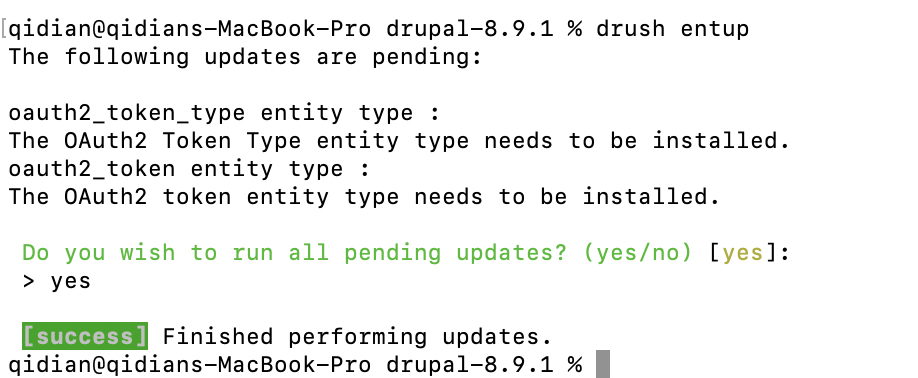 [qidian@qidians-MacBook-Pro drupal-8.9.1 % drush entup
The following updates are pending:
oauth2_token_type entity type :
The OAuth2 Token Type entity type needs to be installed.
oauth2_token entity type :
The OAuth2 token entity type needs to be installed.
Do you wish to run all pending updates? (yes/no) [yes]:
> yes
[success] Finished performing updates.
qidian@qidians-MacBook-Pro drupal-8.9.1 %